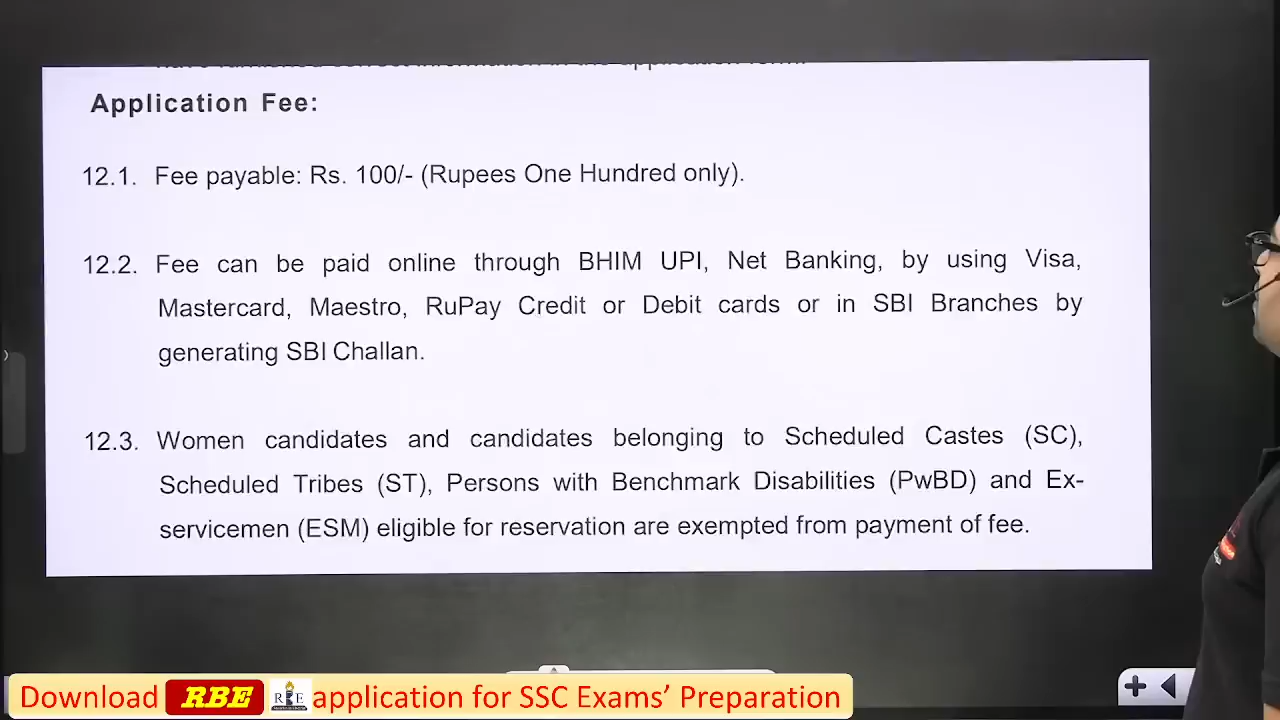 Application Fee:
12.1. Fee payable: Rs. 100/- (Rupees One Hundred only).
12.2. Fee can be paid online through BHIM UPI, Net Banking, by using Visa,
Mastercard, Maestro, RuPay Credit or Debit cards or in SBI Branches by
generating SBI Challan.
12.3. Women candidates and candidates belonging to Scheduled Castes (SC),
Scheduled Tribes (ST), Persons with Benchmark Disabilities (PwBD) and Ex-
servicemen (ESM) eligible for reservation are exempted from payment of fee.
Download RBE application for SSC Exams’ Preparation